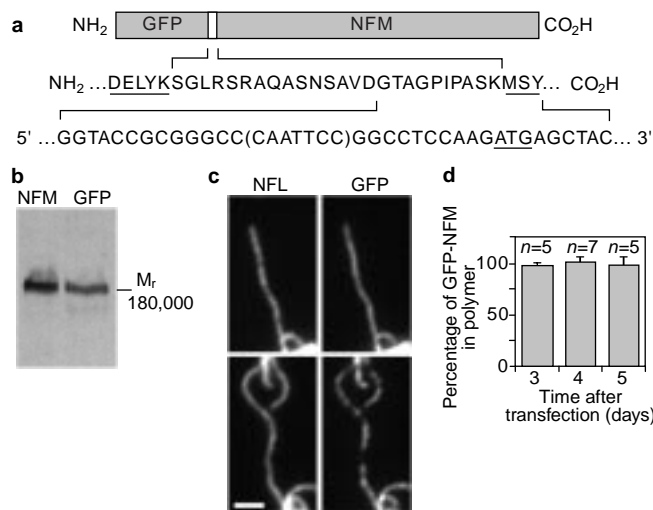 a
NH2 GFP NFM CO2H
NH2 ...DELYKSGLRSRAQASNSAVDGTAGPIPASKMSY... CO2H
5' ...GGTACCGCGGGCC(CAATTCC)GGCCTCCAAGATGAGCTAC... 3'
b
NFM GFP
Mr
180,000
c
NFL GFP
d
Percentage of GFP-NFM
in polymer
n=5 n=7 n=5
100
50
0
3 4 5
Time after
transfection (days)